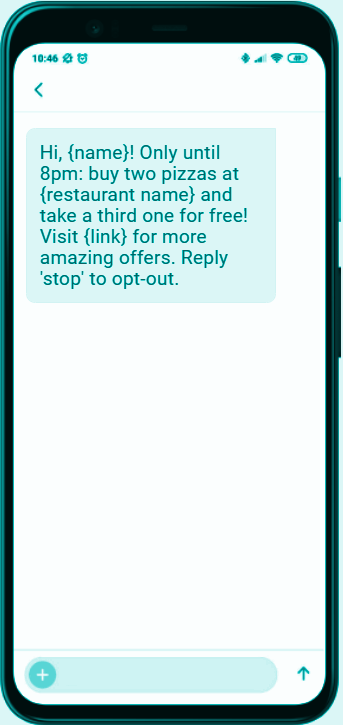 10:46
Hi, {name}! Only until
8pm: buy two pizzas at
{restaurant name} and
take a third one for free!
Visit {link} for more
amazing offers. Reply
'stop' to opt-out.